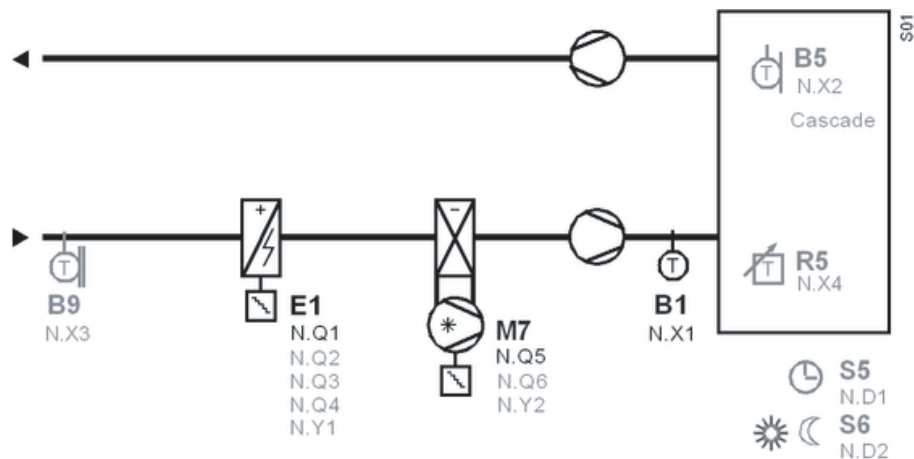 S01
B5
N.X2
Cascade
T
T
B9
N.X3
+
E1
N.Q1
N.Q2
N.Q3
N.Q4
N.Y1
-
M7
N.Q5
N.Q6
N.Y2
T
B1
N.X1
T
R5
N.X4
S5
N.D1
S6
N.D2